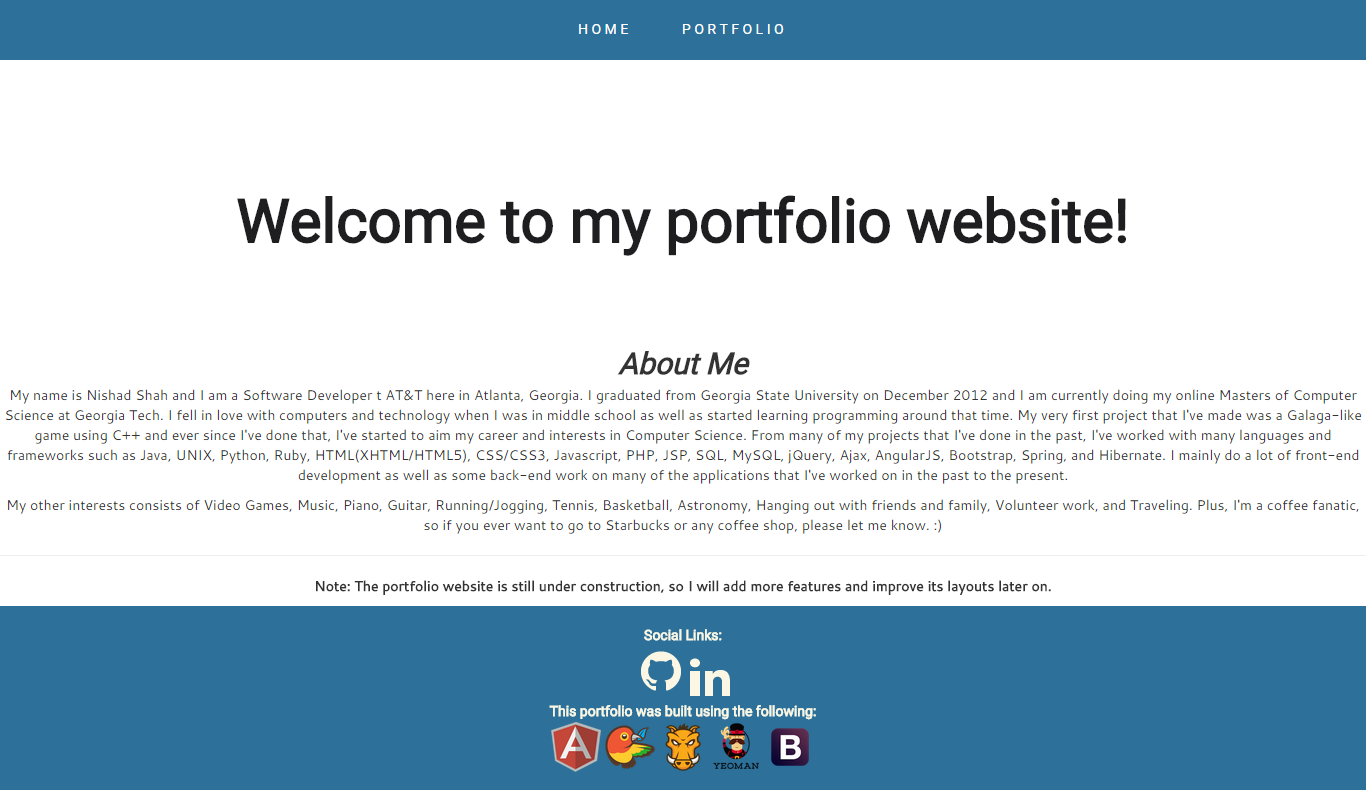 HOME PORTFOLIO
Welcome to my portfolio website!
About Me
My name is Nishad Shah and I am a Software Developer t AT&T here in Atlanta, Georgia. I graduated from Georgia State University on December 2012 and I am currently doing my online Masters of Computer
Science at Georgia Tech. I fell in love with computers and technology when I was in middle school as well as started learning programming around that time. My very first project that I've made was a Galaga-like
game using C++ and ever since I've done that, I've started to aim my career and interests in Computer Science. From many of my projects that I've done in the past, I've worked with many languages and
frameworks such as Java, UNIX, Python, Ruby, HTML(XHTML/HTML5), CSS/CSS3, Javascript, PHP, JSP, SQL, MySQL, jQuery, Ajax, AngularJS, Bootstrap, Spring, and Hibernate. I mainly do a lot of front-end
development as well as some back-end work on many of the applications that I've worked on in the past to the present.
My other interests consists of Video Games, Music, Piano, Guitar, Running/Jogging, Tennis, Basketball, Astronomy, Hanging out with friends and family, Volunteer work, and Traveling. Plus, I'm a coffee fanatic,
so if you ever want to go to Starbucks or any coffee shop, please let me know. :)
Note: The portfolio website is still under construction, so I will add more features and improve its layouts later on.
Social Links:
in
This portfolio was built using the following:
A YEOMAN B